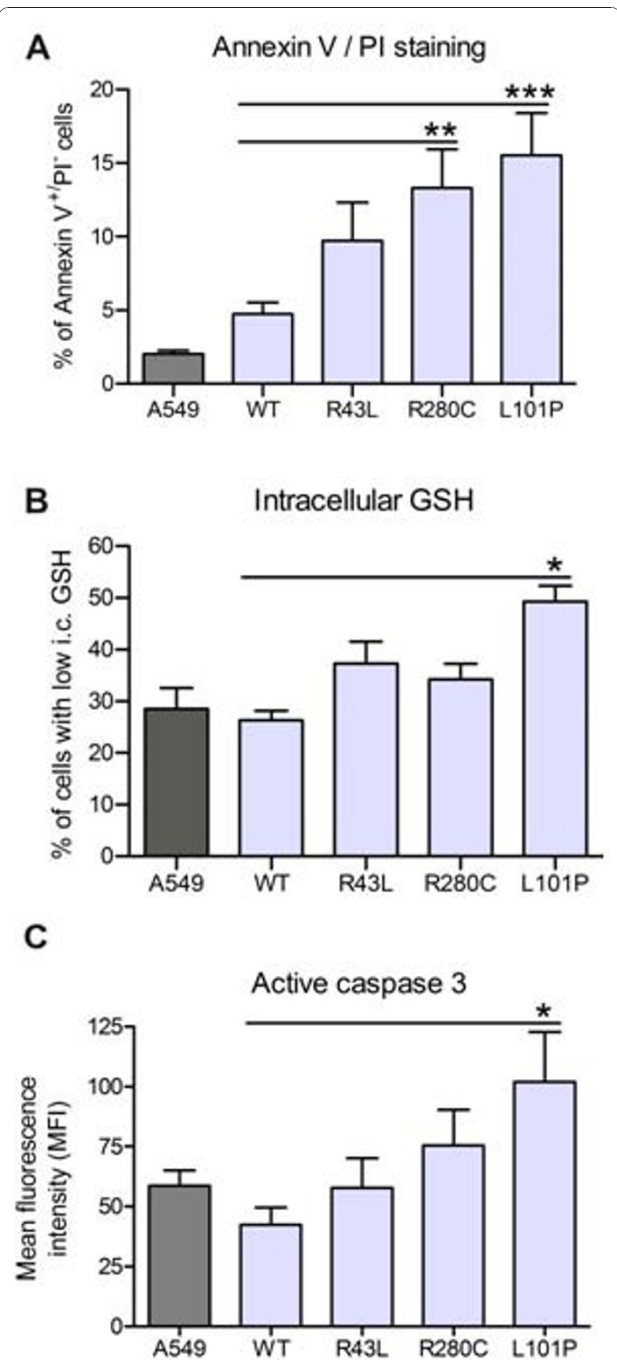 A
Annexin V / PI staining
% of Annexin V⁺/PI⁻ cells
20
15
10
5
0
**
***
A549 WT R43L R280C L101P
B
Intracellular GSH
% of cells with low i.c. GSH
60
50
40
30
20
10
0
*
A549 WT R43L R280C L101P
C
Active caspase 3
Mean fluorescence
intensity (MFI)
125
100
75
50
25
0
*
A549 WT R43L R280C L101P